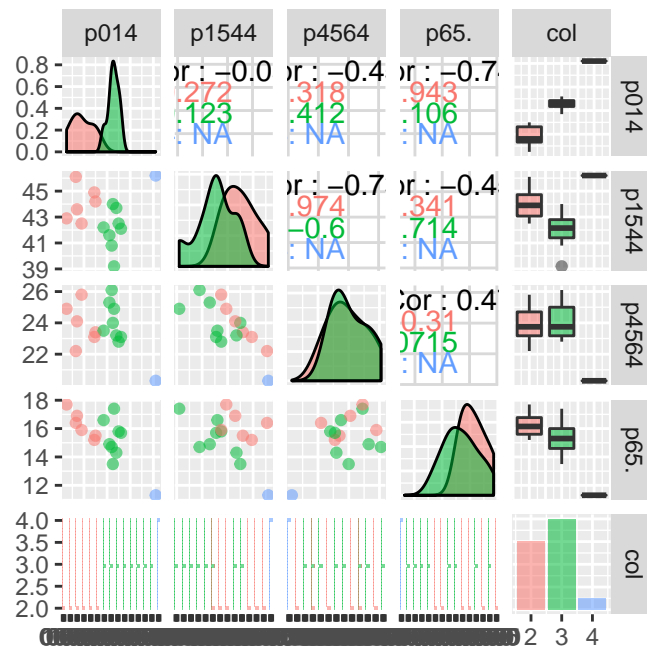 p014 p1544 p4564 p65. col
0.8
0.6
0.4
0.2
0.0
or : −0.0
.272
.123
: NA
or : −0.4
.318
.412
: NA
or : −0.7
.943
.106
: NA
p014
45
43
41
39
or : −0.7
.974
−0.6
: NA
or : −0.4
.341
.714
: NA
p1544
26
24
22
Cor : 0.4
0.31
0715
: NA
p4564
18
16
14
12
p65.
4.0
3.5
3.0
2.5
2.0
col
2 3 4